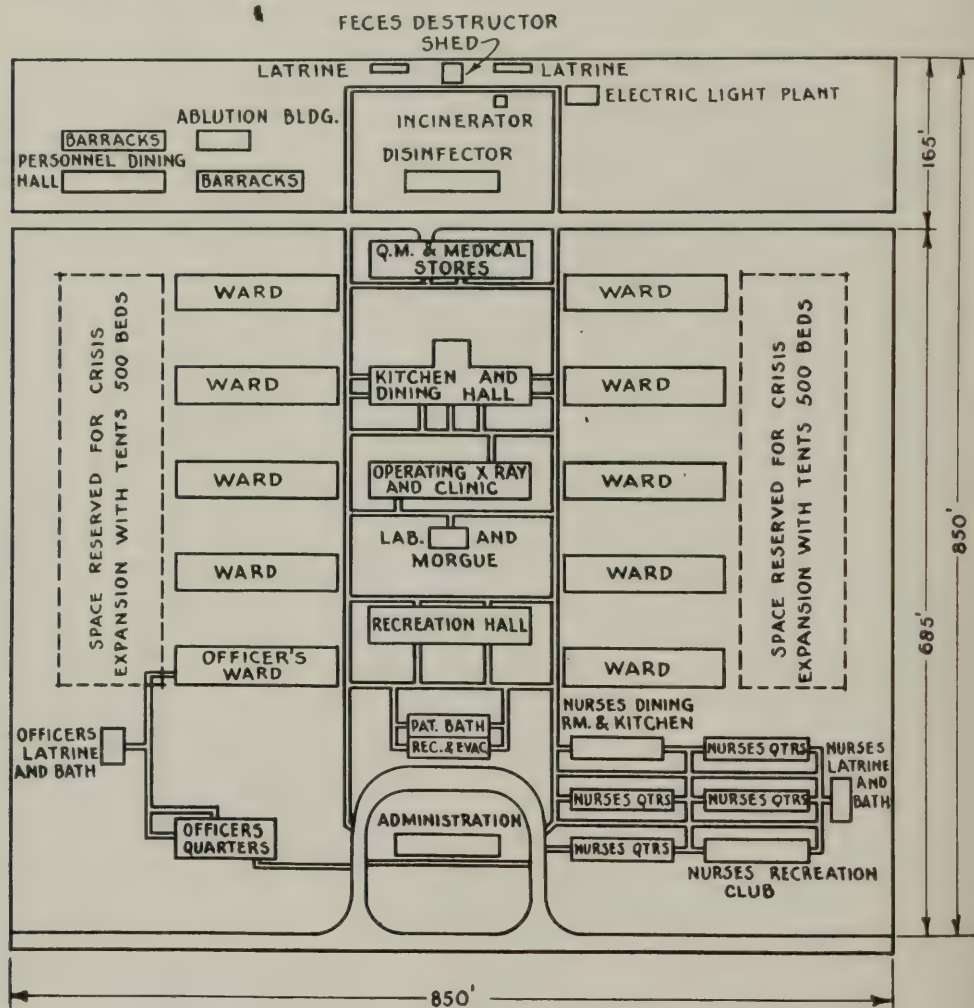 FECES DESTRUCTOR
SHED
LATRINE
LATRINE
ELECTRIC LIGHT PLANT
ABLUTION BLDG.
INCINERATOR
BARRACKS
PERSONNEL DINING
HALL
BARRACKS
DISINFECTOR
165'
Q.M. & MEDICAL
STORES
WARD
WARD
SPACE RESERVED FOR CRISIS
EXPANSION WITH TENTS 500 BEDS
SPACE RESERVED FOR CRISIS
EXPANSION WITH TENTS 500 BEDS
WARD
KITCHEN AND
DINING HALL
WARD
WARD
OPERATING X RAY
AND CLINIC
WARD
850'
LAB. AND
MORGUE
WARD
WARD
685'
RECREATION HALL
OFFICER'S
WARD
WARD
OFFICERS
LATRINE
AND BATH
PAT. BATH
REC. & EVAC.
NURSES DINING
RM. & KITCHEN
NURSES QTRS
NURSES
LATRINE
AND
BATH
NURSES QTRS
NURSES QTRS
OFFICERS
QUARTERS
ADMINISTRATION
NURSES QTRS
NURSES RECREATION
CLUB
850'